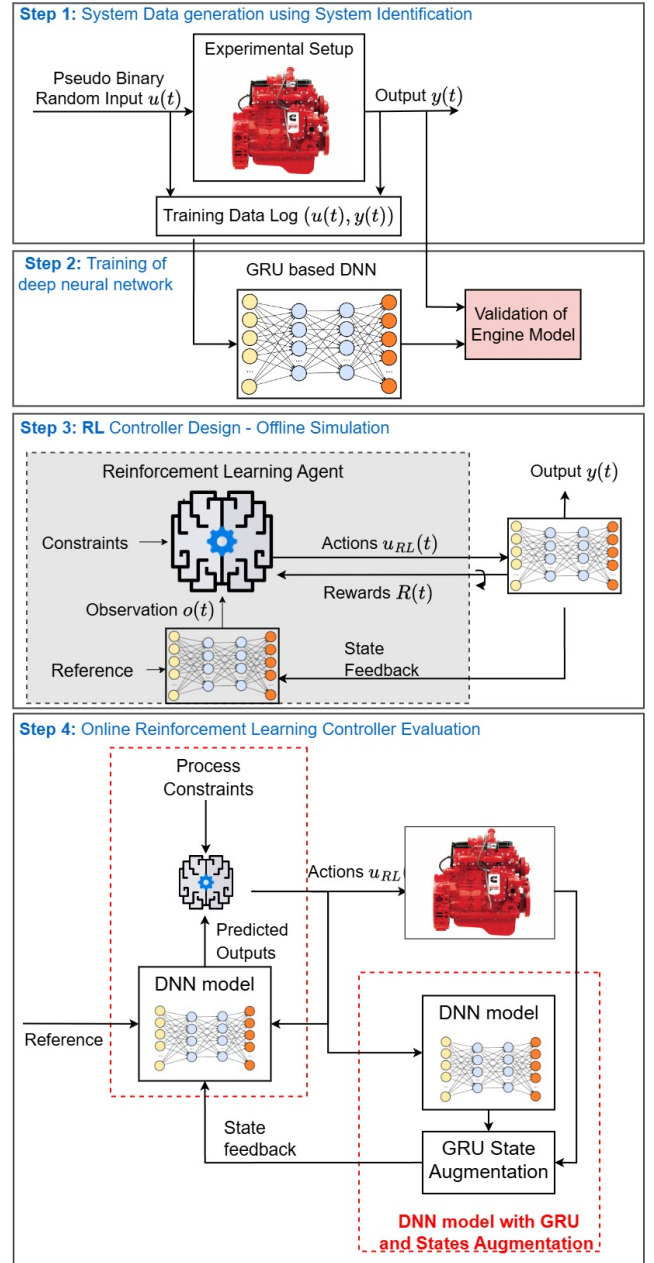 Step 1: System Data generation using System Identification
Experimental Setup
Pseudo Binary
Random Input u(t)
Output y(t)
Training Data Log (u(t), y(t))
Step 2: Training of
deep neural network
GRU based DNN
Validation of
Engine Model
Step 3: RL Controller Design - Offline Simulation
Reinforcement Learning Agent
Output y(t)
Constraints
Actions u_{RL}(t)
Rewards R(t)
Observation o(t)
Reference
State
Feedback
Step 4: Online Reinforcement Learning Controller Evaluation
Process
Constraints
Actions u_{RL}(
Predicted
Outputs
DNN model
Reference
DNN model
State
feedback
GRU State
Augmentation
DNN model with GRU
and States Augmentation